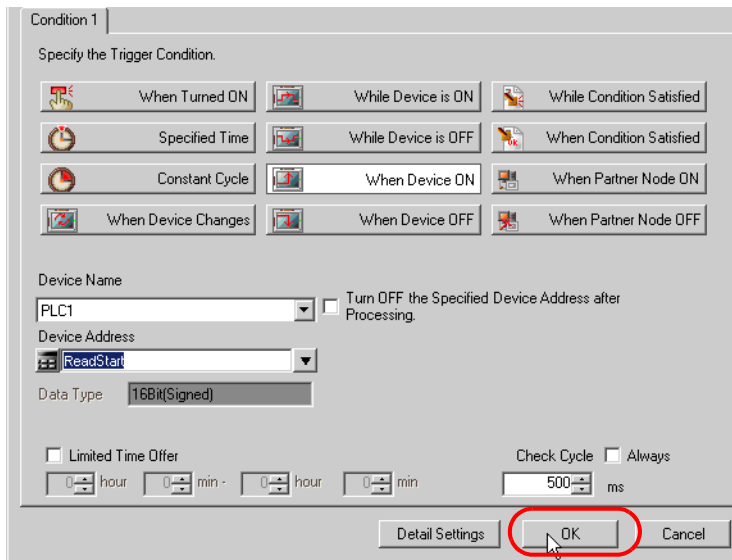 Condition 1
Specify the Trigger Condition.
When Turned ON While Device is ON While Condition Satisfied
Specified Time While Device is OFF When Condition Satisfied
Constant Cycle When Device ON When Partner Node ON
When Device Changes When Device OFF When Partner Node OFF
Device Name
PLC1 Turn OFF the Specified Device Address after
Processing.
Device Address
ReadStart
Data Type 16Bit(Signed)
Limited Time Offer Check Cycle Always
0 hour 0 min - 0 hour 0 min 500 ms
Detail Settings OK Cancel